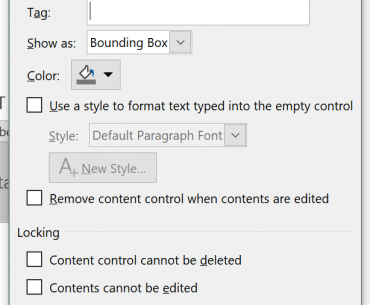 Tag:
Show as: Bounding Box
Color:
Use a style to format text typed into the empty control
Style: Default Paragraph Font
A+ New Style...
Remove content control when contents are edited
Locking
Content control cannot be deleted
Contents cannot be edited